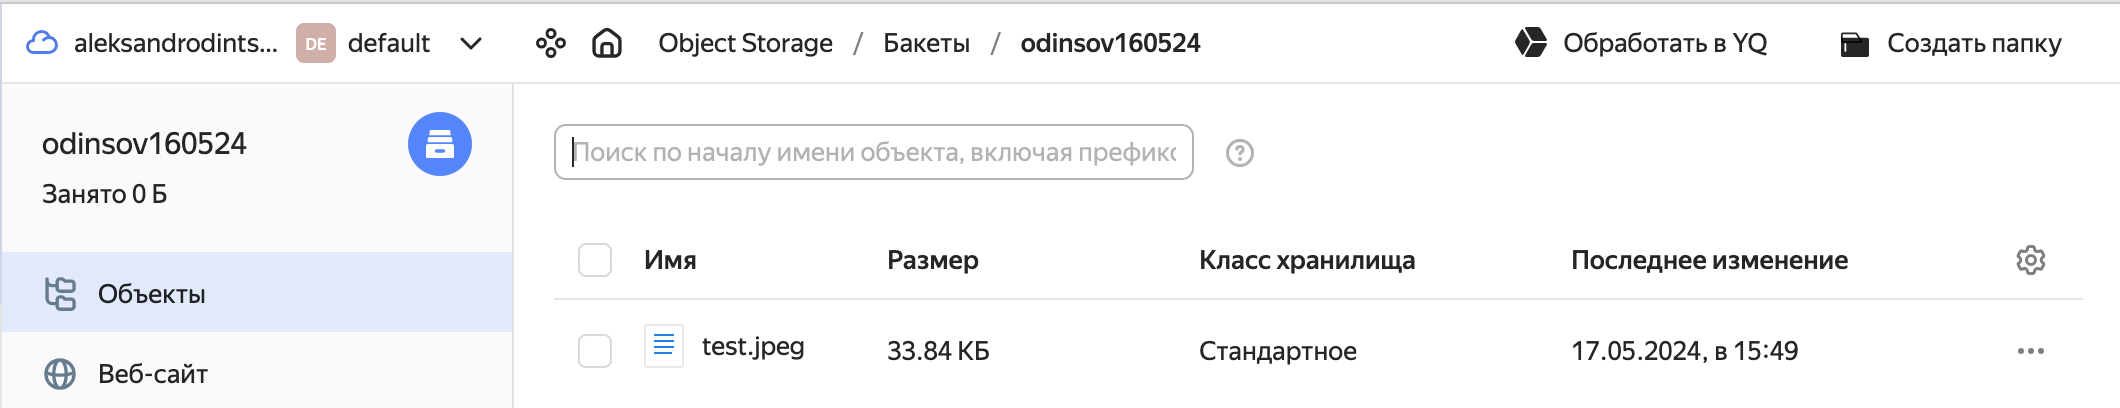 aleksandrodints... DE default Object Storage / Бакеты / odinsov160524 Обработать в YQ Создать папку
odinsov160524
Занято 0 Б
Объекты
Веб-сайт
Поиск по началу имени объекта, включая префикс
Имя Размер Класс хранилища Последнее изменение
test.jpeg 33.84 КБ Стандартное 17.05.2024, в 15:49